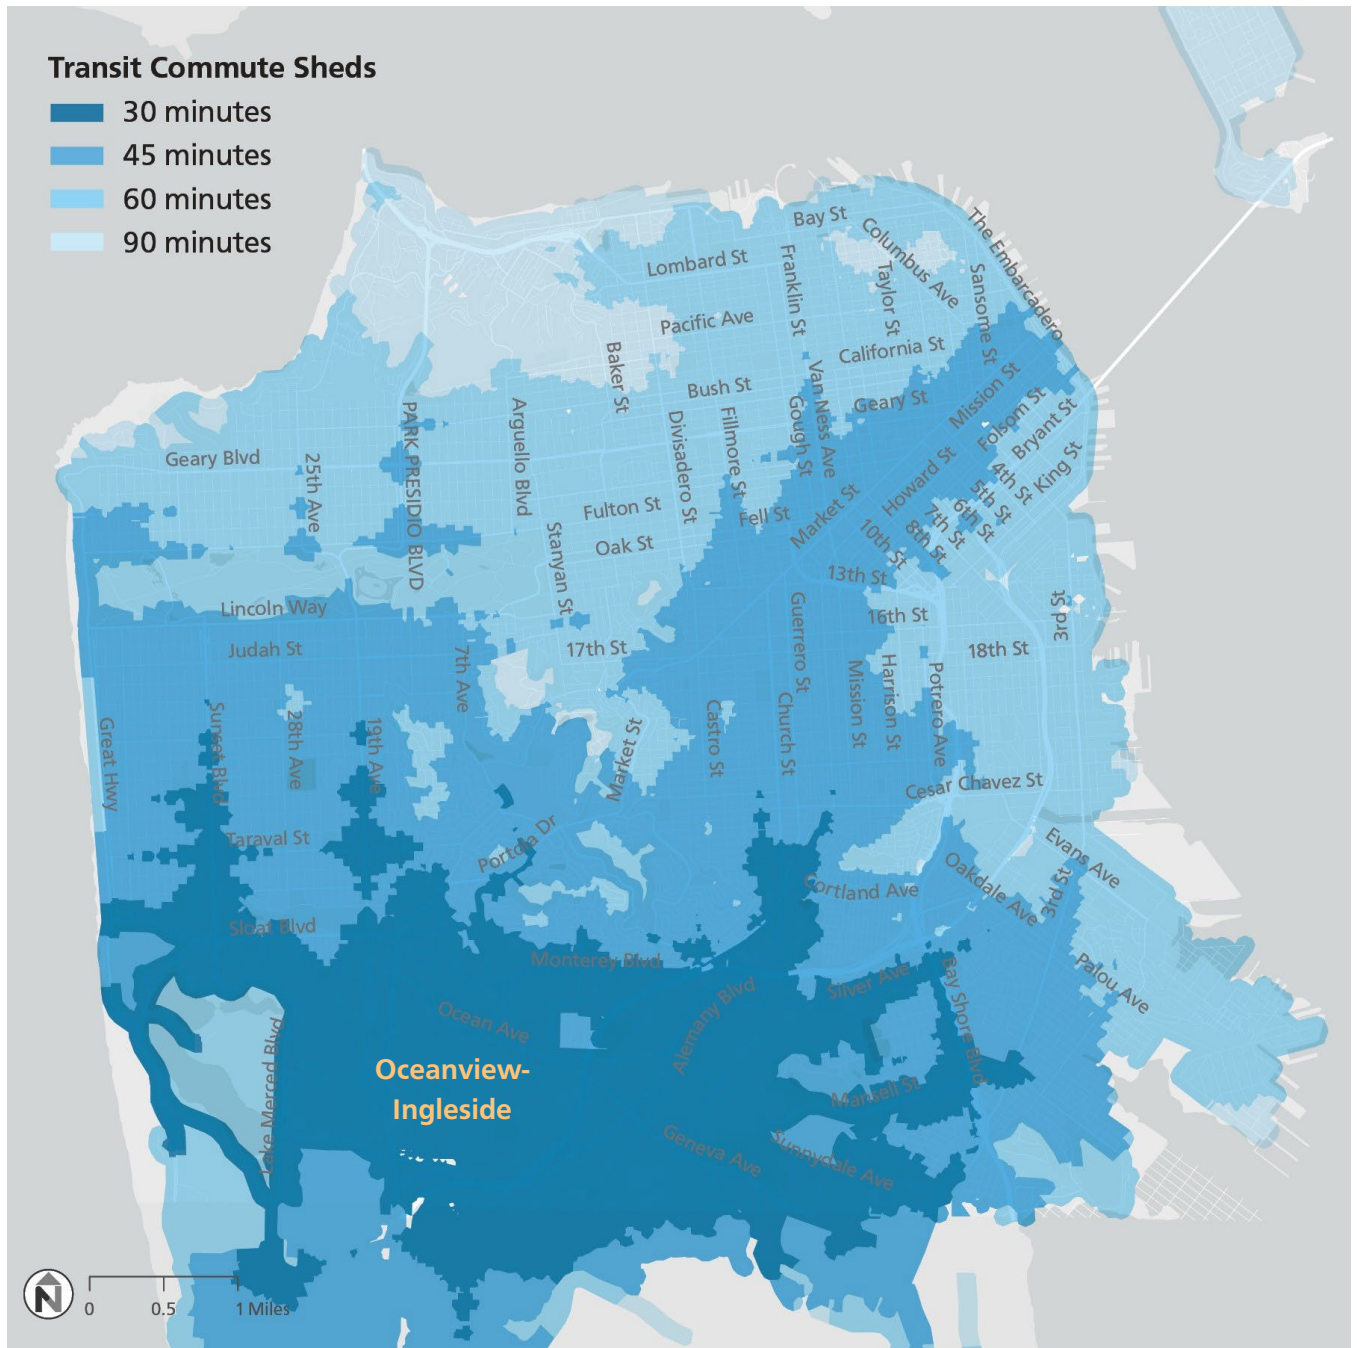 Transit Commute Sheds
30 minutes
45 minutes
60 minutes
90 minutes
Bay St
Columbus Ave
The Embarcadero
Lombard St
Franklin St
Taylor St
Sansome St
Pacific Ave
California St
Baker St
Van Ness Ave
Mission St
Bush St
Geary St
Folsom St
PARK PRESIDIO BLVD
Arguello Blvd
Divisadero St
Fillmore St
Gough St
Bryant St
Geary Blvd
25th Ave
Howard St
4th St
King St
5th St
Fulton St
Fell St
Market St
6th St
7th St
8th St
10th St
Stanyan St
Oak St
13th St
Lincoln Way
Guerrero St
16th St
3rd St
Judah St
7th Ave
17th St
18th St
Mission St
Harrison St
Potrero Ave
Great Hwy
Sunset Blvd
28th Ave
19th Ave
Market St
Castro St
Church St
Cesar Chavez St
Taraval St
Portola Dr
Evans Ave
Cortland Ave
Oakdale Ave
3rd St
Sloat Blvd
Monterey Blvd
Silver Ave
Bay Shore Blvd
Palou Ave
Ocean Ave
Alemany Blvd
Lake Merced Blvd
Oceanview-
Ingleside
Mansell St
Geneva Ave
Sunnydale Ave
N
0 0.5 1 Miles